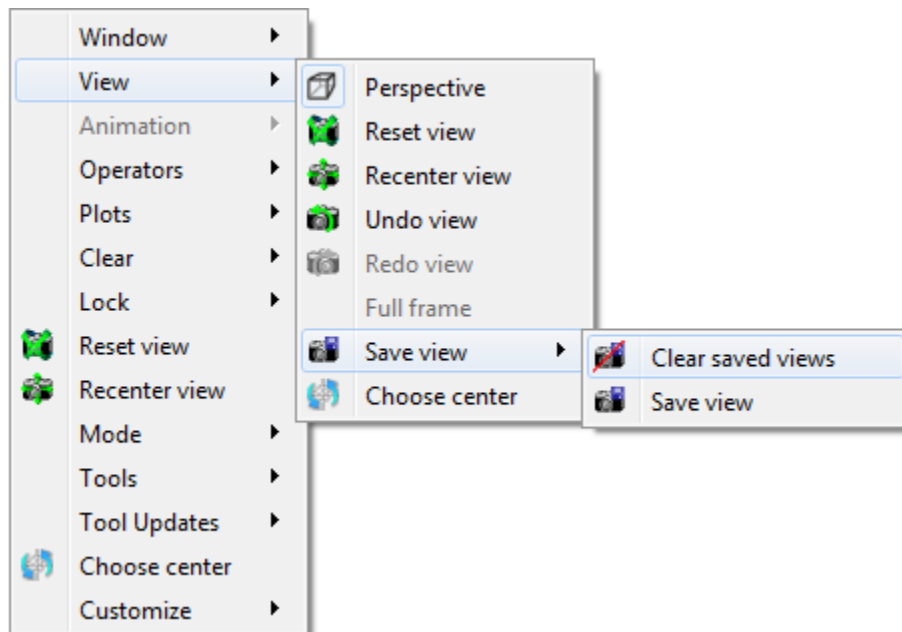 Window
View
Animation
Operators
Plots
Clear
Lock
Reset view
Recenter view
Mode
Tools
Tool Updates
Choose center
Customize
Perspective
Reset view
Recenter view
Undo view
Redo view
Full frame
Save view
Choose center
Clear saved views
Save view